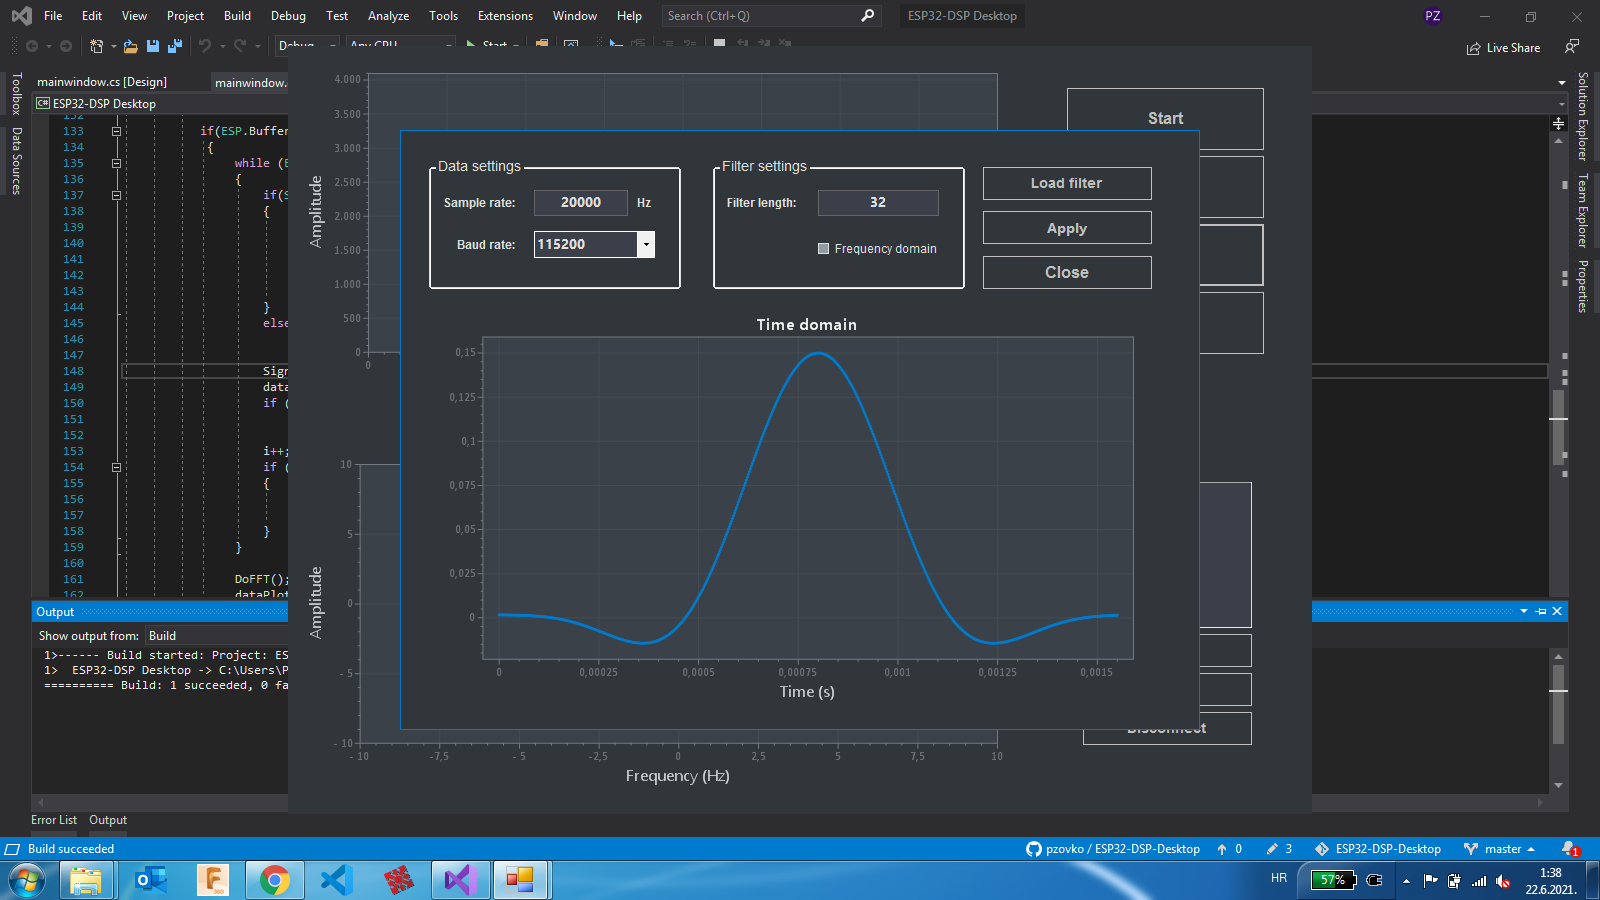 File Edit View Project Build Debug Test Analyze Tools Extensions Window Help Search (Ctrl+Q) ESP32-DSP Desktop PZ
Debug Any CPU Start Live Share
mainwindow.cs [Design] mainwindow.
C# ESP32-DSP Desktop
Toolbox
Data Sources
Solution Explorer
Team Explorer
Properties
132
133 if(ESP.Buffer
134 {
135 while (
136 {
137 if(S
138 {
139
140
141
142
143
144 }
145 else
146
147
148 Sign
149 data
150 if (
151
152
153 i++;
154 if (
155 {
156
157
158 }
159 }
160
161 DoFFT();
162 dataPlot
Amplitude
4.000
3.500
3.000
2.500
2.000
1.500
1.000
500
0
0
Start
Data settings
Sample rate: 20000 Hz
Baud rate: 115200
Filter settings
Filter length: 32
Frequency domain
Load filter
Apply
Close
Time domain
0,15
0,125
0,1
0,075
0,05
0,025
0
0 0,00025 0,0005 0,00075 0,001 0,00125 0,0015
Time (s)
Amplitude
10
5
0
- 5
- 10
- 10 -7,5 - 5 -2,5 0 2,5 5 7,5 10
Frequency (Hz)
Disconnect
Output
Show output from: Build
1>------ Build started: Project: ES
1> ESP32-DSP Desktop -> C:\Users\P
========== Build: 1 succeeded, 0 fa
Error List Output
Build succeeded pzovko / ESP32-DSP-Desktop 0 3 ESP32-DSP-Desktop master 1
F 360 HR 57% 1:38
22.6.2021.